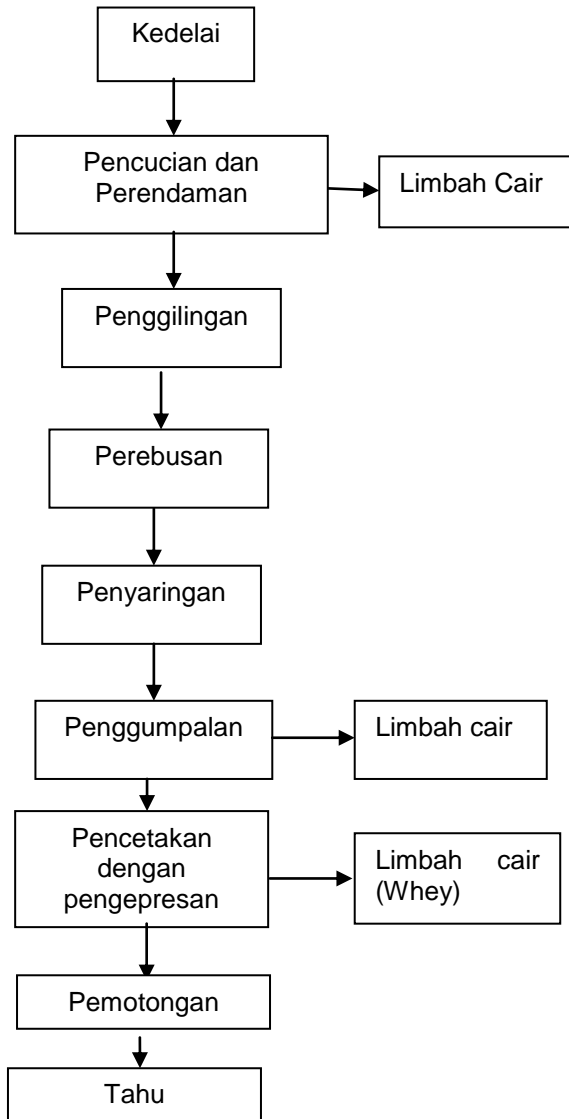 Kedelai
Pencucian dan
Perendaman
Limbah Cair
Penggilingan
Perebusan
Penyaringan
Penggumpalan
Limbah cair
Pencetakan
dengan
pengepresan
Limbah cair
(Whey)
Pemotongan
Tahu